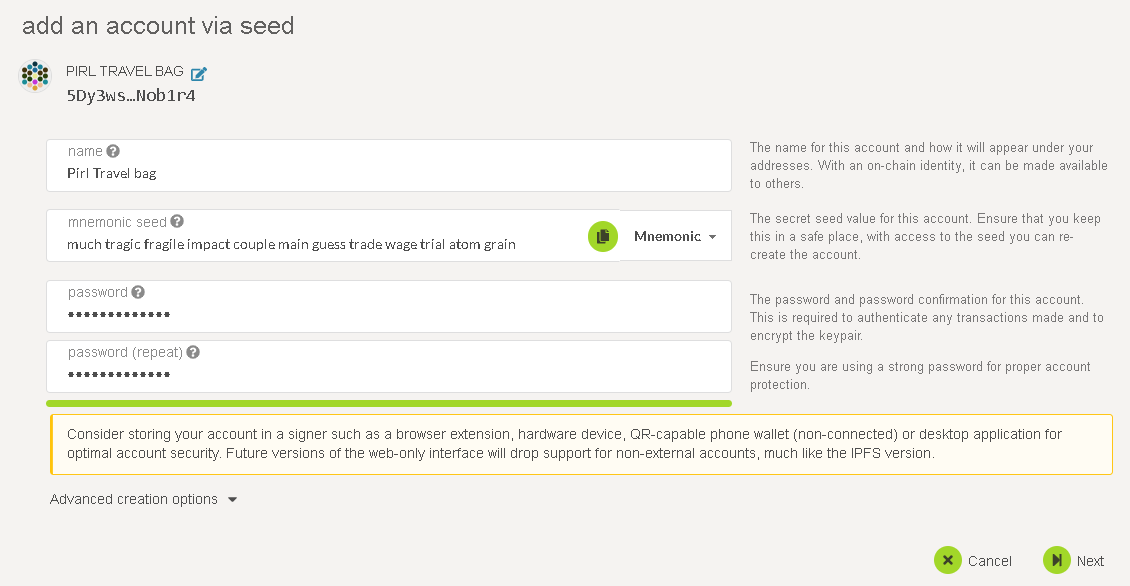 add an account via seed
PIRL TRAVEL BAG
5Dy3ws…Nob1r4
name
Pirl Travel bag
The name for this account and how it will appear under your
addresses. With an on-chain identity, it can be made available
to others.
mnemonic seed
much tragic fragile impact couple main guess trade wage trial atom grain
Mnemonic
The secret seed value for this account. Ensure that you keep
this in a safe place, with access to the seed you can re-
create the account.
password
•••••••••••••
The password and password confirmation for this account.
This is required to authenticate any transactions made and to
encrypt the keypair.
password (repeat)
•••••••••••••
Ensure you are using a strong password for proper account
protection.
Consider storing your account in a signer such as a browser extension, hardware device, QR-capable phone wallet (non-connected) or desktop application for
optimal account security. Future versions of the web-only interface will drop support for non-external accounts, much like the IPFS version.
Advanced creation options
Cancel
Next